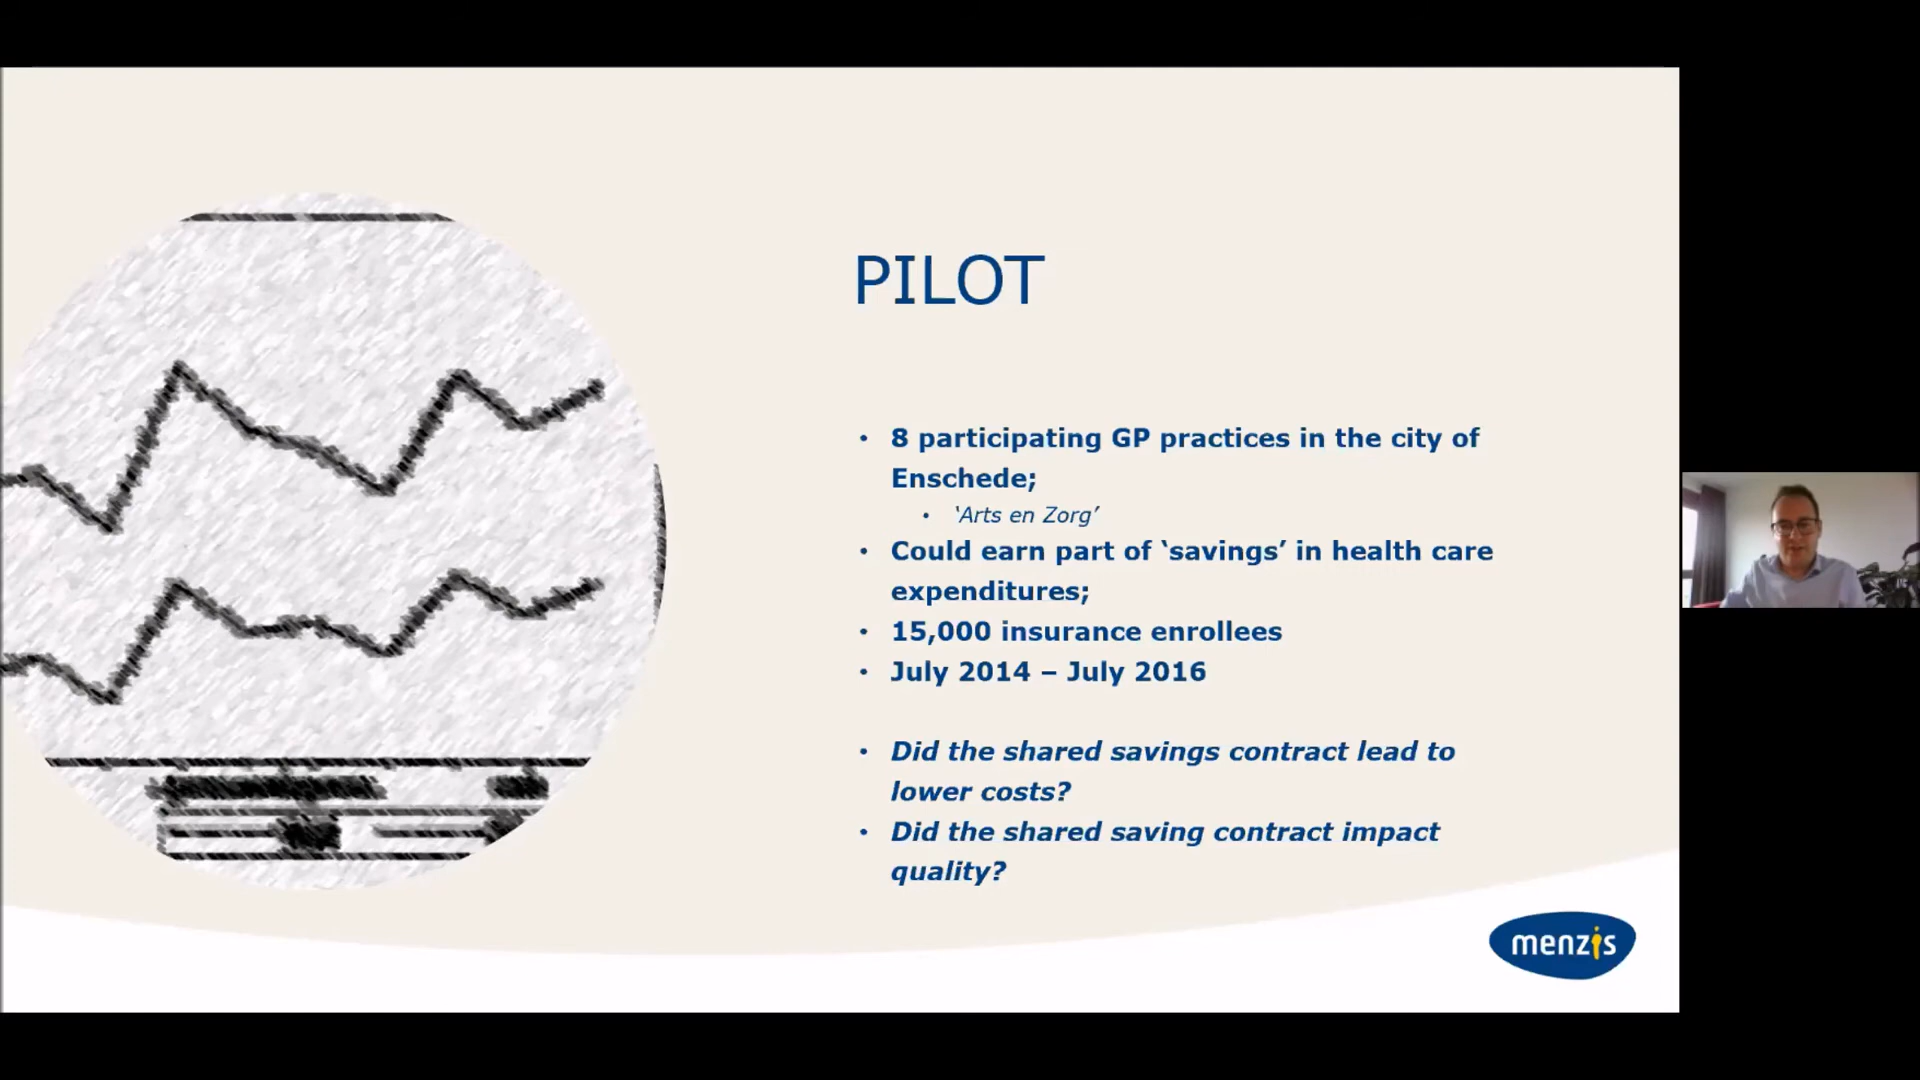 PILOT
• 8 participating GP practices in the city of
Enschede;
• ‘Arts en Zorg’
• Could earn part of ‘savings’ in health care
expenditures;
• 15,000 insurance enrollees
• July 2014 – July 2016
• Did the shared savings contract lead to
lower costs?
• Did the shared saving contract impact
quality?
menzis